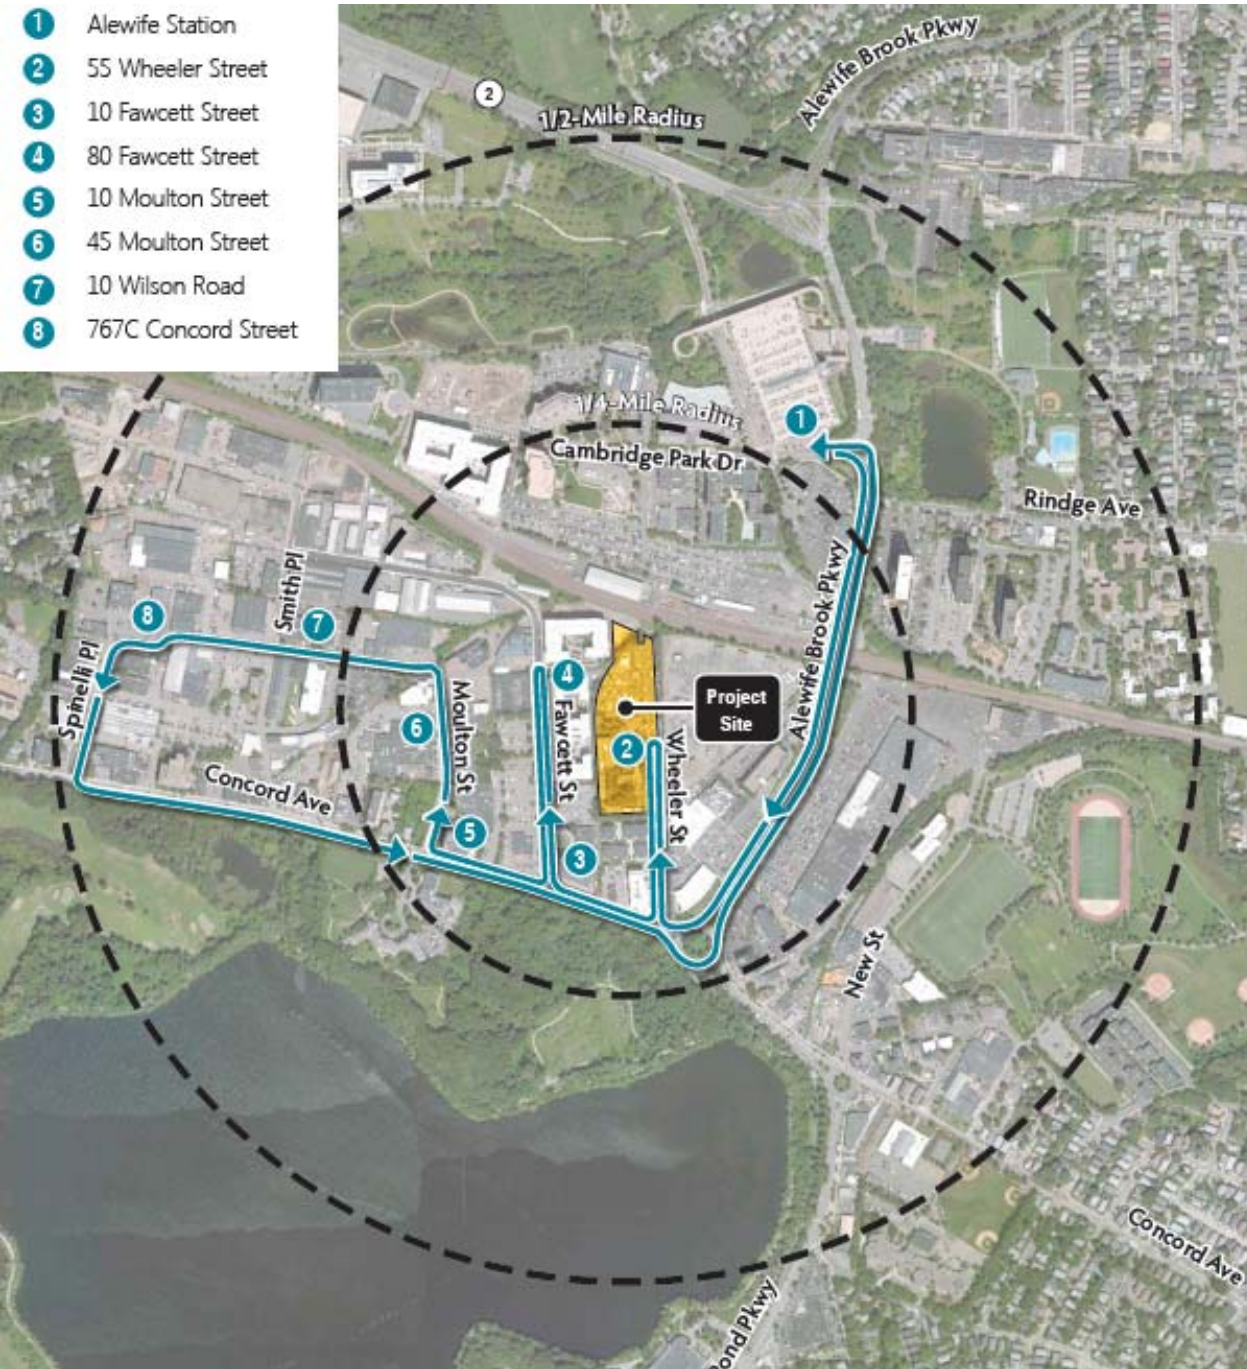 1 Alewife Station
2 55 Wheeler Street
3 10 Fawcett Street
4 80 Fawcett Street
5 10 Moulton Street
6 45 Moulton Street
7 10 Wilson Road
8 767C Concord Street
Alewife Brook Pkwy
2
1/2-Mile Radius
1/4-Mile Radius
1
Cambridge Park Dr
Rindge Ave
Alewife Brook Pkwy
Smith Pl
8
7
Spinelli Pl
4
Project
Site
6
Moulton St
Fawcett St
2
Wheeler St
Concord Ave
5
3
New St
Concord Ave
Pond Pkwy